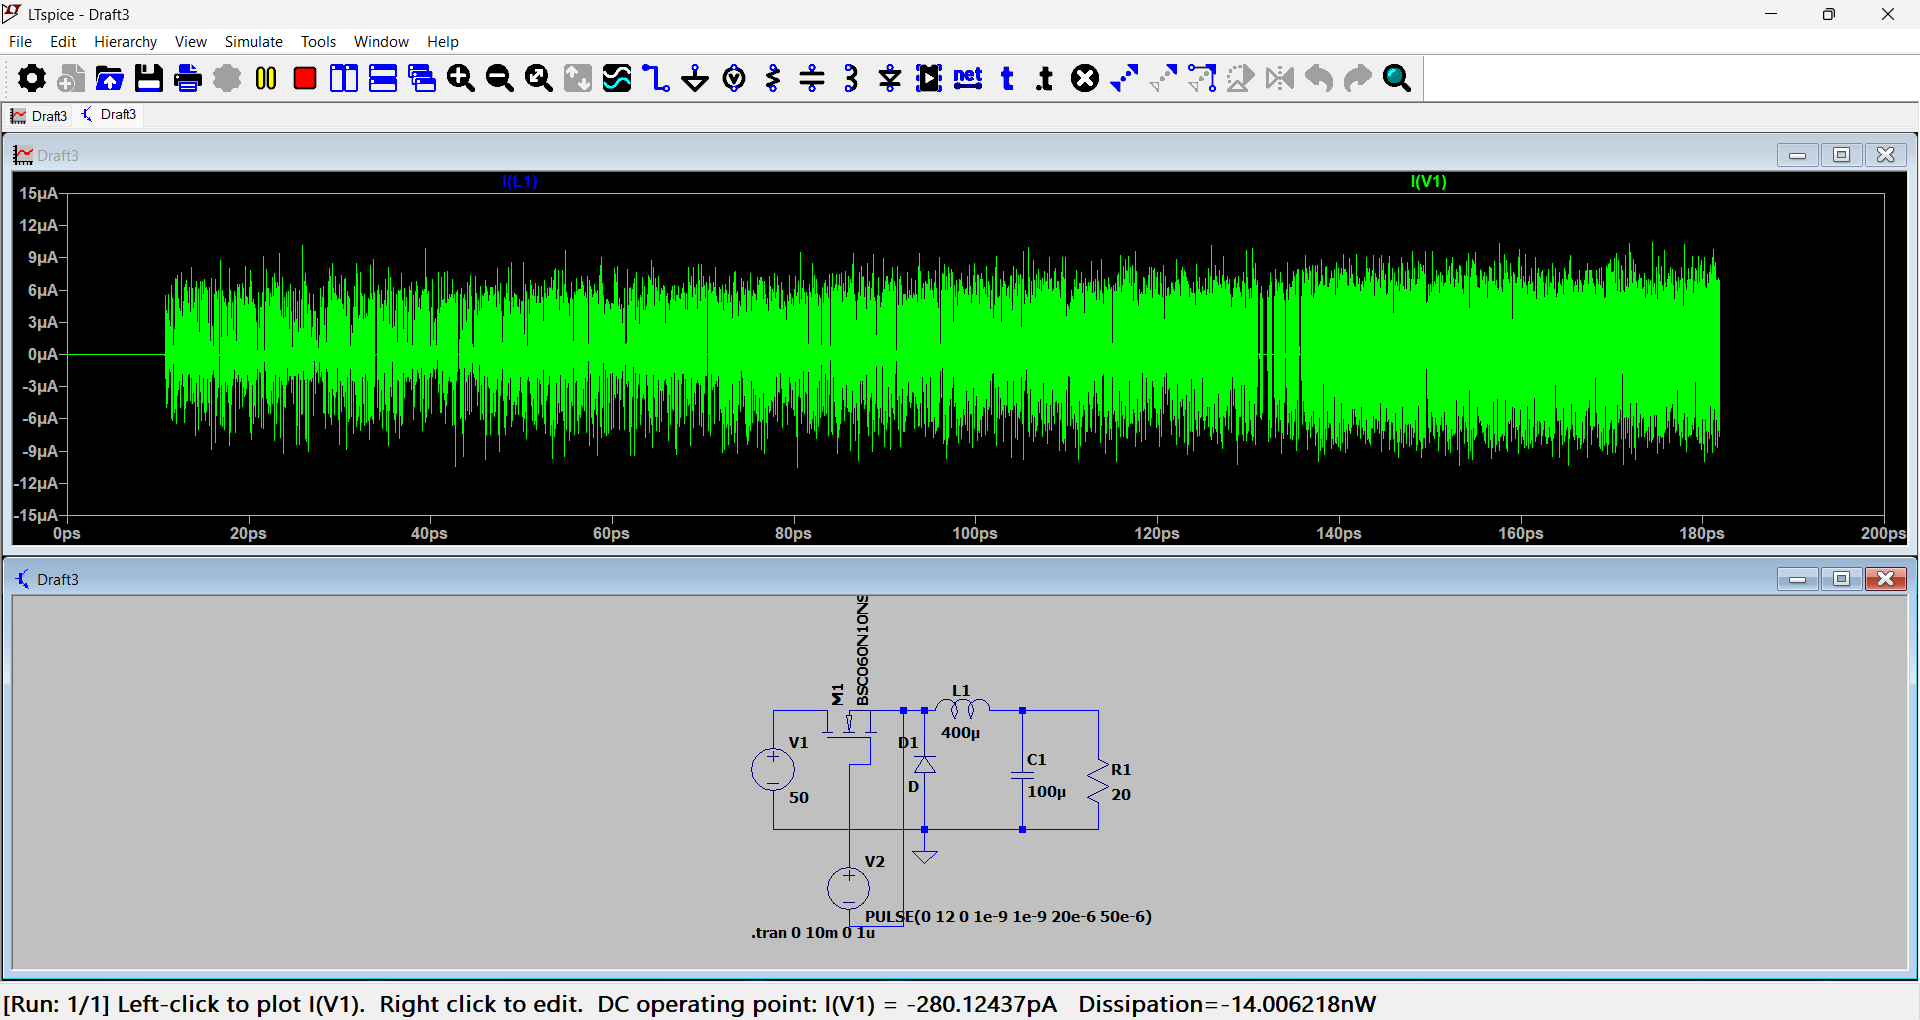 LTspice - Draft3
File Edit Hierarchy View Simulate Tools Window Help
net t .t
Draft3 Draft3
Draft3
I(L1) I(V1)
15µA
12µA
9µA
6µA
3µA
0µA
-3µA
-6µA
-9µA
-12µA
-15µA
0ps 20ps 40ps 60ps 80ps 100ps 120ps 140ps 160ps 180ps 200ps
Draft3
M1
BSC060N10NS
L1
400µ
V1
50
D1
D
C1
100µ
R1
20
V2
PULSE(0 12 0 1e-9 1e-9 20e-6 50e-6)
.tran 0 10m 0 1u
[Run: 1/1] Left-click to plot I(V1). Right click to edit. DC operating point: I(V1) = -280.12437pA Dissipation=-14.006218nW